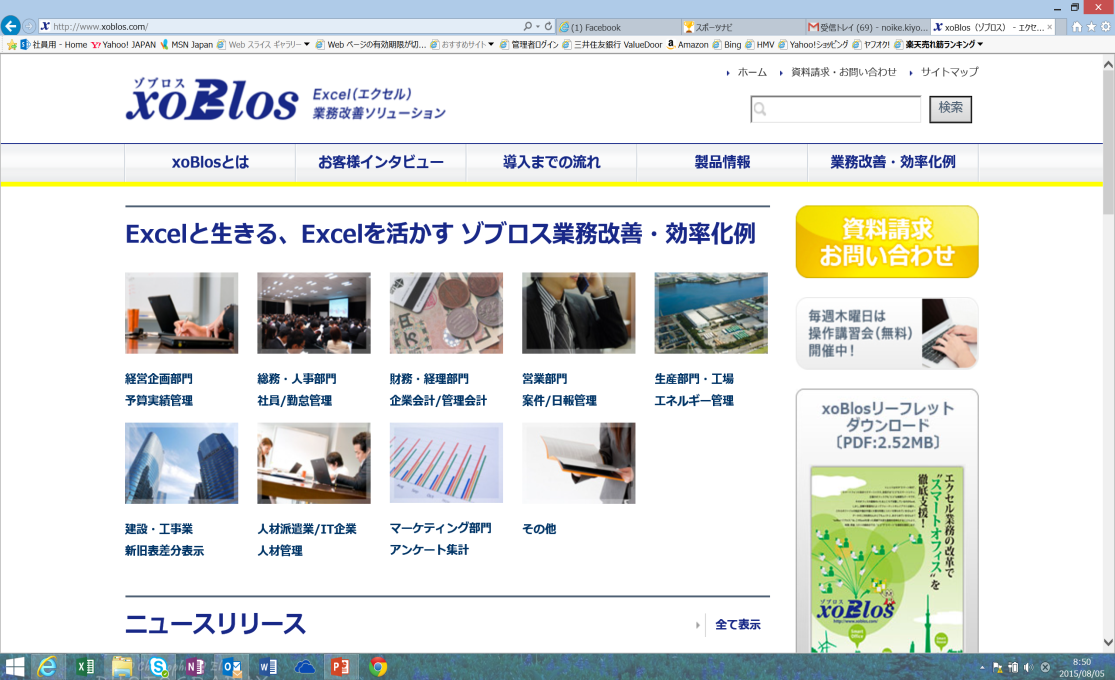 http://www.xoblos.com/
(1) Facebook
スポーツナビ
M受信トレイ (69) - noike.kiyo...
xoBlos（ゾブロス） - エクセ...
社員用 - Home
Yahoo! JAPAN
MSN Japan
Web スライス ギャラリー
Web ページの有効期限が切...
おすすめサイト
管理者ログイン
三井住友銀行 ValueDoor
Amazon
Bing
HMV
Yahoo!ショッピング
ヤフオク!
楽天売れ筋ランキング
ホーム
資料請求・お問い合わせ
サイトマップ
ゾブロス
xoBlos
Excel(エクセル)
業務改善ソリューション
検索
xoBlosとは
お客様インタビュー
導入までの流れ
製品情報
業務改善・効率化例
Excelと生きる、Excelを活かす ゾブロス業務改善・効率化例
経営企画部門
予算実績管理
総務・人事部門
社員/勤怠管理
財務・経理部門
企業会計/管理会計
営業部門
案件/日報管理
生産部門・工場
エネルギー管理
建設・工事業
新旧表差分表示
人材派遣業/IT企業
人材管理
マーケティング部門
アンケート集計
その他
ニュースリリース
全て表示
資料請求
お問い合わせ
毎週木曜日は
操作講習会(無料)
開催中!
xoBlosリーフレット
ダウンロード
〔PDF:2.52MB〕
エクセル業務の改革で
"スマートオフィス"を
徹底支援!
ゾブロス
xoBlos
http://www.xoblos.com/
Smart
Office
8:50
2015/08/05